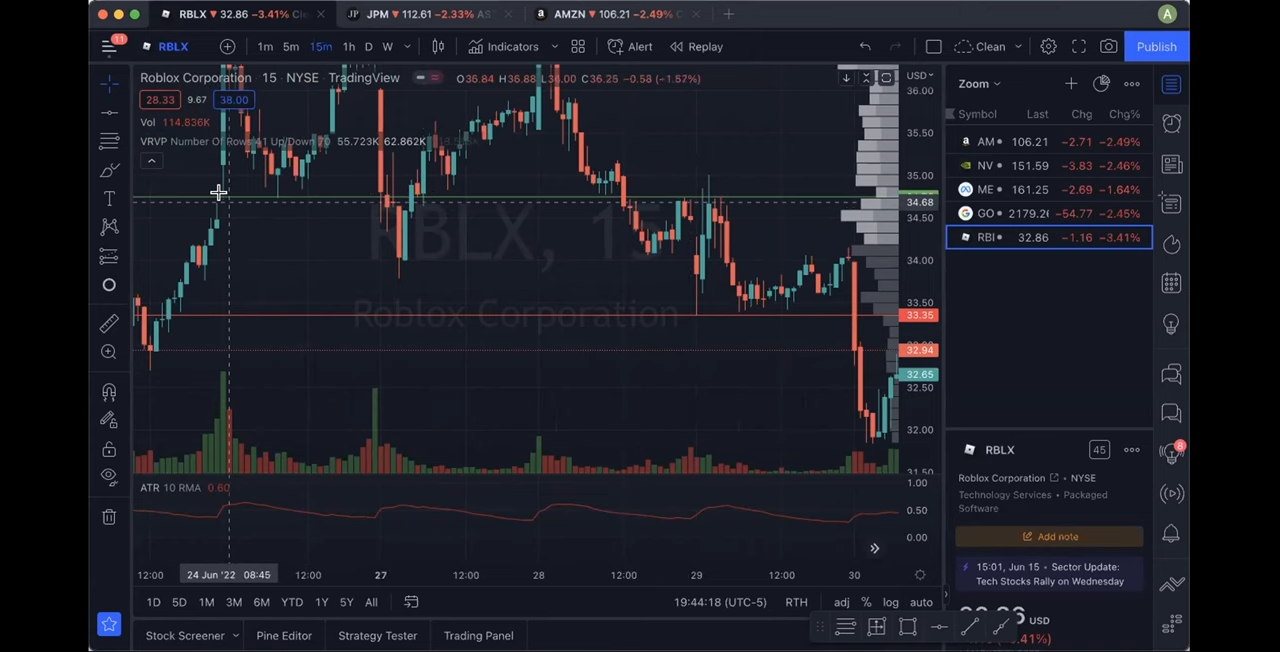 RBLX ▼ 32.86 −3.41% Cle
JPM ▼ 112.61 −2.33% AS
AMZN ▼ 106.21 −2.49% C
A
11
RBLX
1m 5m 15m 1h D W
Indicators
Alert
Replay
Clean
Publish
Roblox Corporation · 15 · NYSE · TradingView
O36.84 H36.88 L36.00 C36.25 −0.58 (−1.57%)
28.33 9.67 38.00
Vol 114.836K
VRVP Number Of Rows 41 Up/Down 70 55.723K 62.862K
RBLX, 15
Roblox Corporation
USD
36.00
35.50
35.00
34.68
34.50
34.00
33.50
33.35
32.94
32.65
32.50
32.00
31.50
ATR 10 RMA 0.60
1.00
0.50
0.00
12:00 24 Jun '22 08:45 12:00 27 12:00 28 12:00 29 12:00 30
1D 5D 1M 3M 6M YTD 1Y 5Y All
19:44:18 (UTC-5) RTH adj % log auto
Stock Screener Pine Editor Strategy Tester Trading Panel
Zoom
Symbol Last Chg Chg%
AM 106.21 −2.71 −2.49%
NV 151.59 −3.83 −2.46%
ME 161.25 −2.69 −1.64%
GO 2179.26 −54.77 −2.45%
RBI 32.86 −1.16 −3.41%
RBLX 45
Roblox Corporation • NYSE
Technology Services • Packaged
Software
Add note
15:01, Jun 15 • Sector Update:
Tech Stocks Rally on Wednesday
USD
8